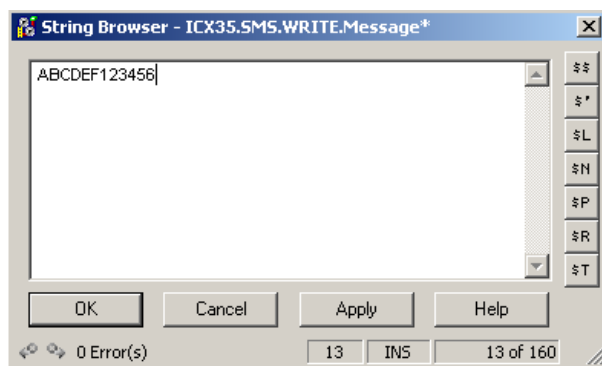 String Browser - ICX35.SMS.WRITE.Message*
ABCDEF123456
$$
$'
$L
$N
$P
$R
$T
OK Cancel Apply Help
0 Error(s) 13 INS 13 of 160